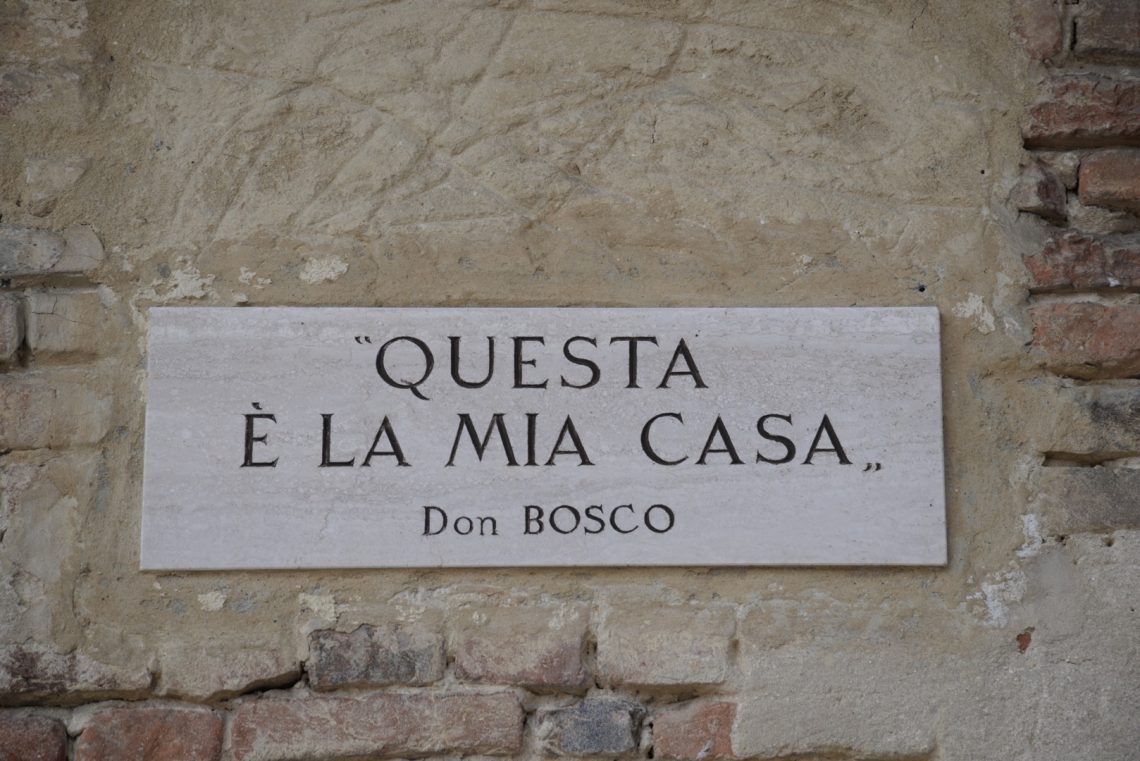 “QUESTA
È LA MIA CASA„
Don BOSCO